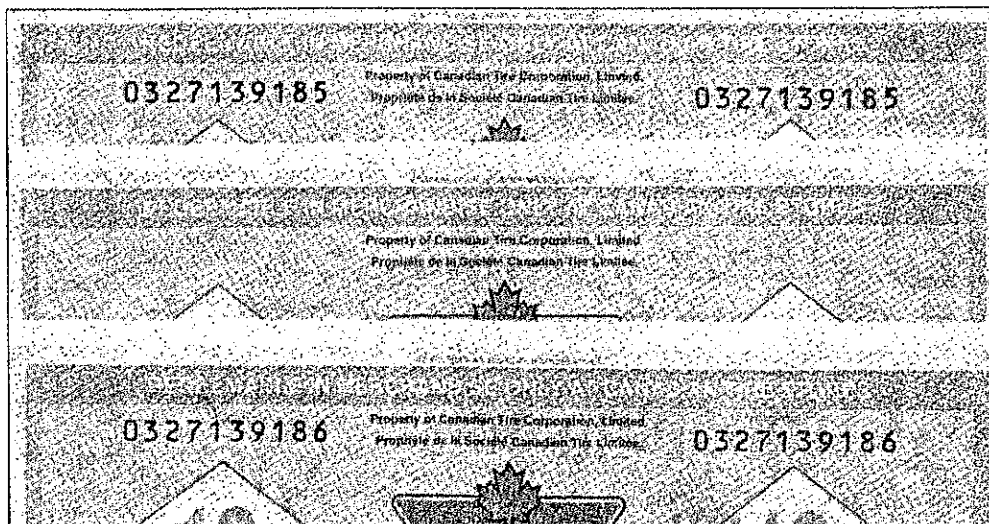 0327139185
Property of Canadian Tire Corporation, Limited.
Propriété de la Société Canadian Tire Limitée.
0327139185
Property of Canadian Tire Corporation, Limited
Propriété de la Société Canadian Tire Limitée.
0327139186
Property of Canadian Tire Corporation, Limited
Propriété de la Société Canadian Tire Limitée.
0327139186
10
10